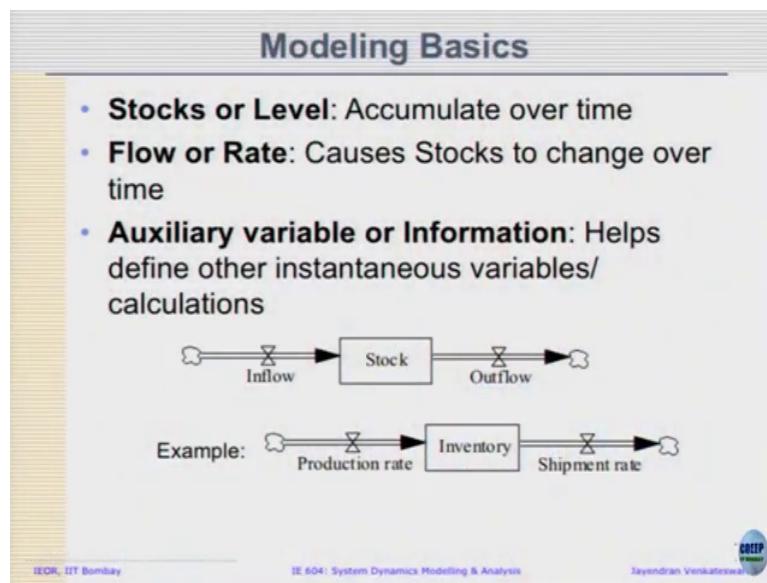 Modeling Basics
• Stocks or Level: Accumulate over time
• Flow or Rate: Causes Stocks to change over
time
• Auxiliary variable or Information: Helps
define other instantaneous variables/
calculations
Stock
Inflow
Outflow
Example:
Inventory
Production rate
Shipment rate
CDEEP
IEOR, IIT Bombay
IE 604: System Dynamics Modelling & Analysis
Jayendran